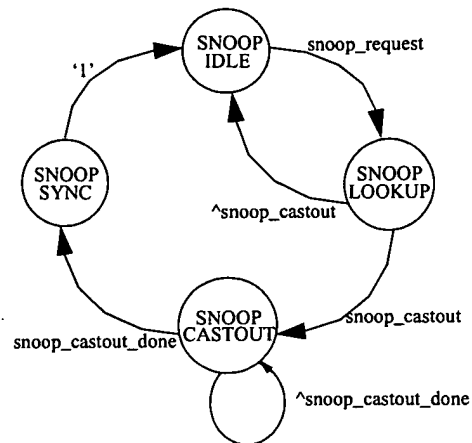 SNOOP
IDLE
snoop_request
‘1’
SNOOP
SYNC
SNOOP
LOOKUP
^snoop_castout
SNOOP
CASTOUT
snoop_castout
snoop_castout_done
^snoop_castout_done